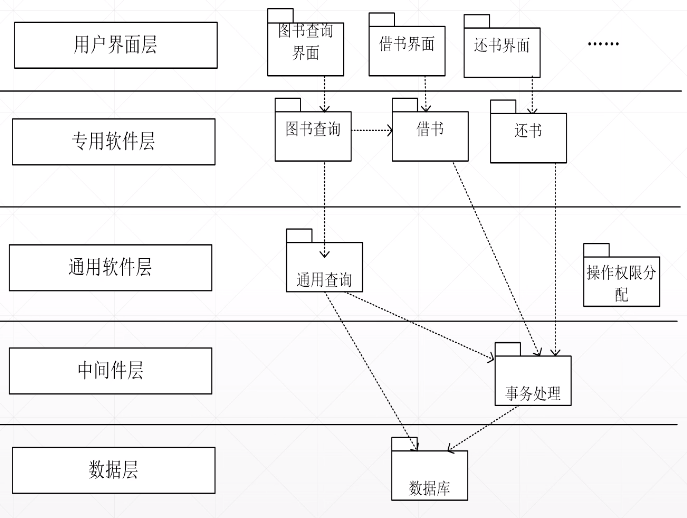 用户界面层
图书查询
界面
借书界面
还书界面
……
专用软件层
图书查询
借书
还书
通用软件层
通用查询
操作权限分
配
中间件层
事务处理
数据层
数据库